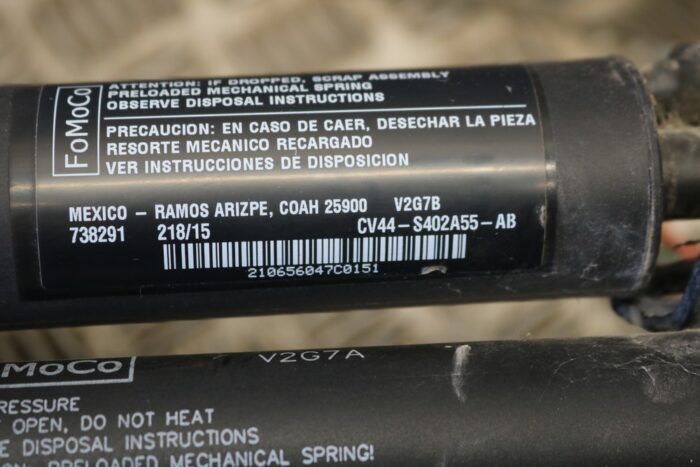 FoMoCo
ATTENTION: IF DROPPED, SCRAP ASSEMBLY
PRELOADED MECHANICAL SPRING
OBSERVE DISPOSAL INSTRUCTIONS
PRECAUCION: EN CASO DE CAER, DESECHAR LA PIEZA
RESORTE MECANICO RECARGADO
VER INSTRUCCIONES DE DISPOSICION
MEXICO - RAMOS ARIZPE, COAH 25900 V2G7B
738291 218/15 CV44-S402A55-AB
210656047C0151
MoCo V2G7A
RESSURE
OPEN, DO NOT HEAT
E DISPOSAL INSTRUCTIONS
PRELOADED MECHANICAL SPRING!